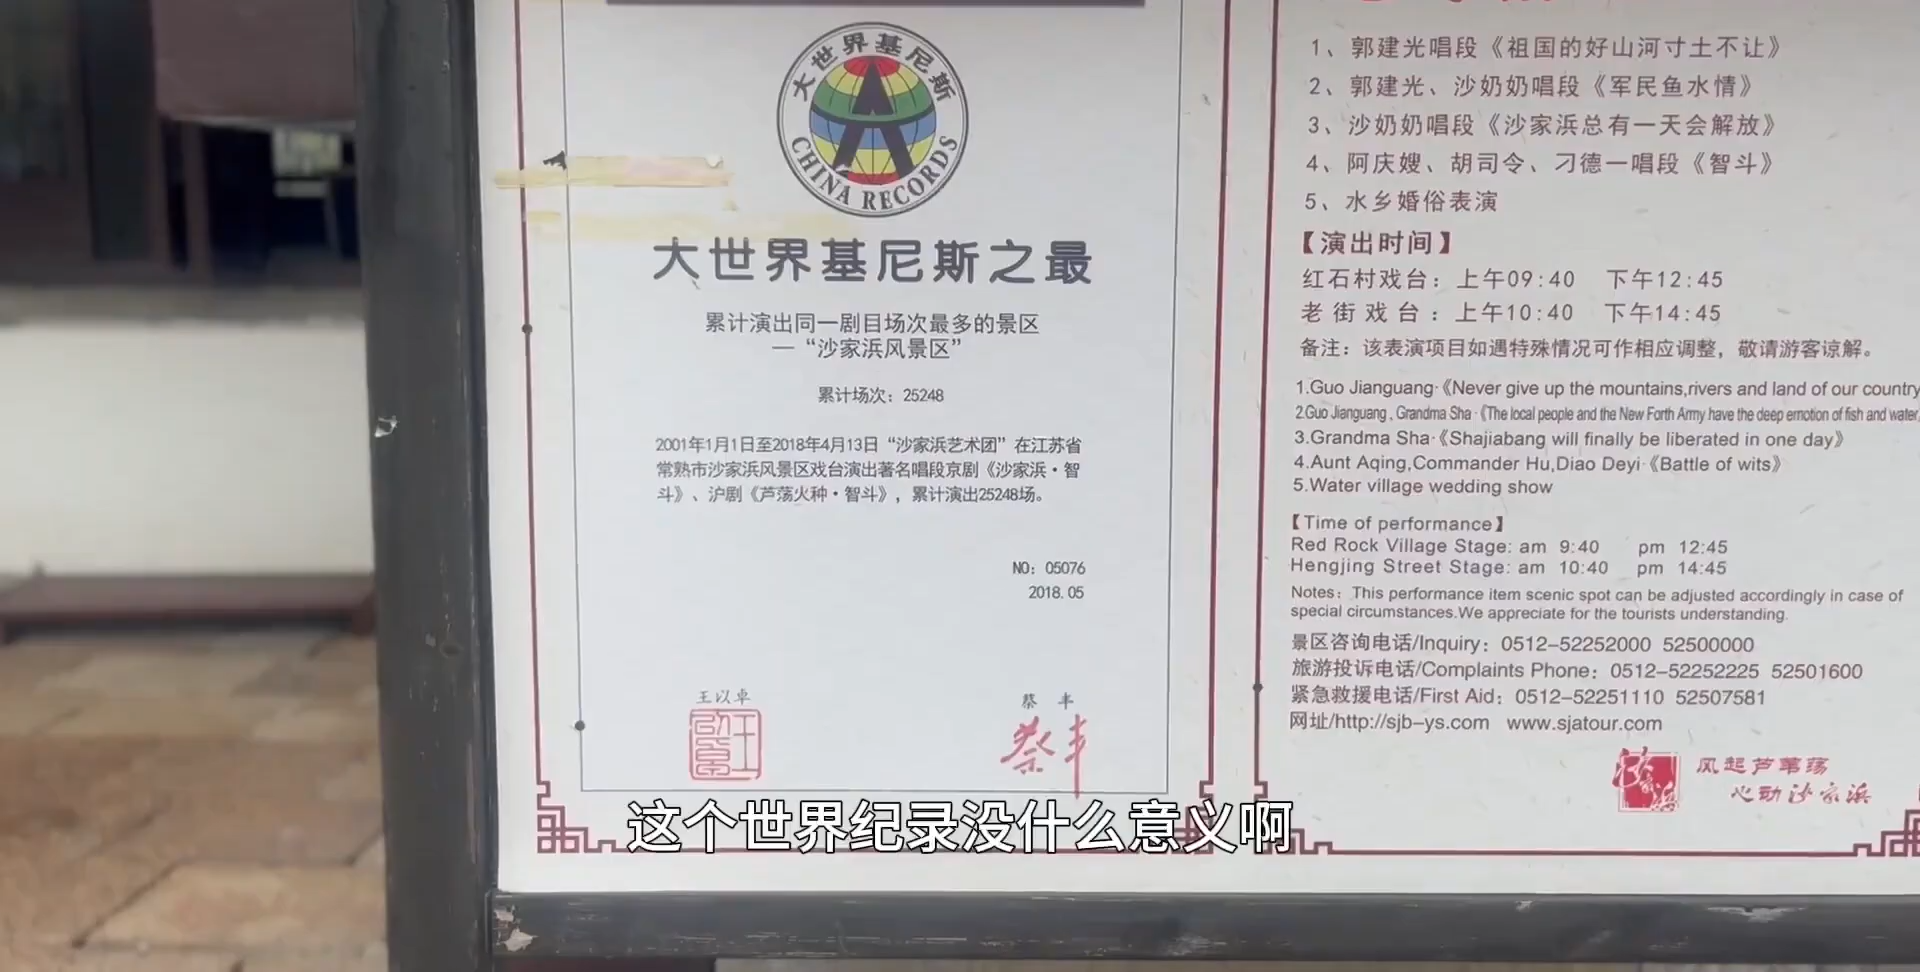 大世界基尼斯
CHINA RECORDS
大世界基尼斯之最
累计演出同一剧目场次最多的景区
—“沙家浜风景区”
累计场次：25248
2001年1月1日至2018年4月13日“沙家浜艺术团”在江苏省
常熟市沙家浜风景区戏台演出著名唱段京剧《沙家浜·智
斗》、沪剧《芦荡火种·智斗》，累计演出25248场。
NO：05076
2018.05
王以卓
蔡 丰
蔡丰
1、郭建光唱段《祖国的好山河寸土不让》
2、郭建光、沙奶奶唱段《军民鱼水情》
3、沙奶奶唱段《沙家浜总有一天会解放》
4、阿庆嫂、胡司令、刁德一唱段《智斗》
5、水乡婚俗表演
【演出时间】
红石村戏台：上午09:40 下午12:45
老街戏台：上午10:40 下午14:45
备注：该表演项目如遇特殊情况可作相应调整，敬请游客谅解。
1.Guo Jianguang·《Never give up the mountains,rivers and land of our country
2.Guo Jianguang , Grandma Sha ·《The local people and the New Forth Army have the deep emotion of fish and water
3.Grandma Sha·《Shajiabang will finally be liberated in one day》
4.Aunt Aqing,Commander Hu,Diao Deyi·《Battle of wits》
5.Water village wedding show
【Time of performance】
Red Rock Village Stage: am 9:40 pm 12:45
Hengjing Street Stage: am 10:40 pm 14:45
Notes: This performance item scenic spot can be adjusted accordingly in case of
special circumstances.We appreciate for the tourists understanding.
景区咨询电话/Inquiry：0512-52252000 52500000
旅游投诉电话/Complaints Phone：0512-52252225 52501600
紧急救援电话/First Aid：0512-52251110 52507581
网址/http://sjb-ys.com www.sjatour.com
风起芦苇荡
心动沙家浜
这个世界纪录没什么意义啊